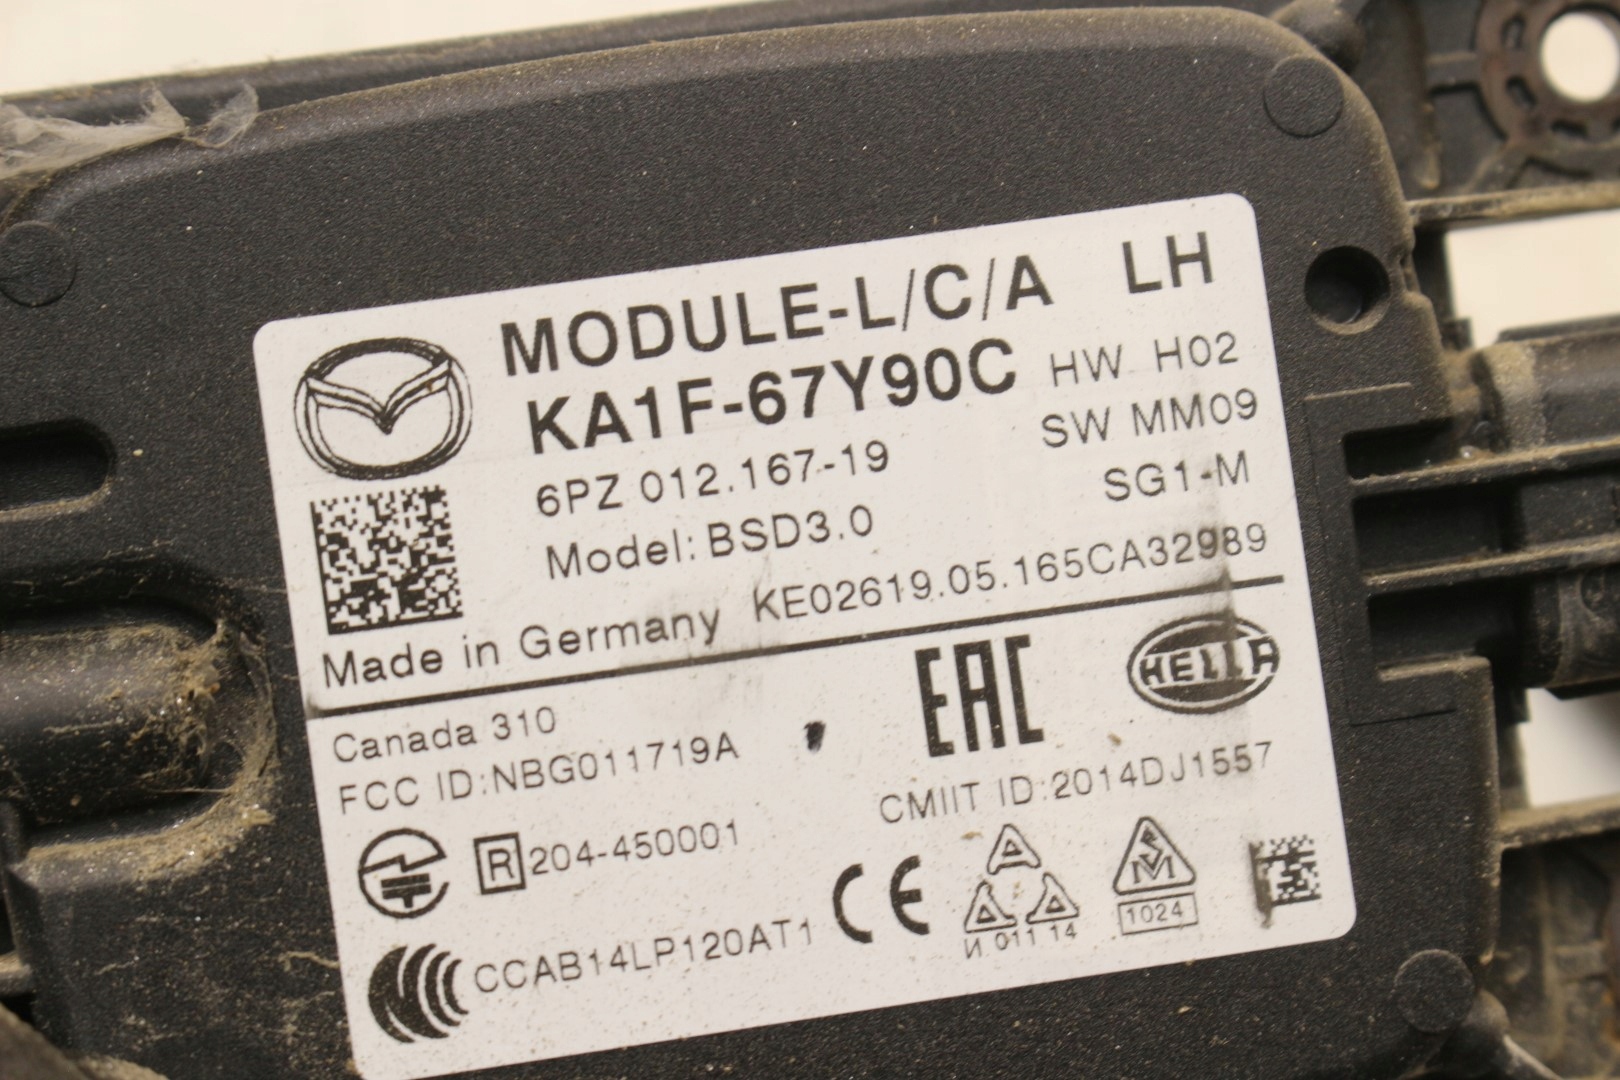 MODULE-L/C/A LH
KA1F-67Y90C HW H02
6PZ 012.167-19 SW MM09
Model: BSD3.0 SG1-M
Made in Germany KE02619.05.165CA32989
Canada 310
FCC ID:NBG011719A
EAC
HELLA
CMIIT ID:2014DJ1557
R 204-450001
CE
И 011 14
SM
1024
CCAB14LP120AT1